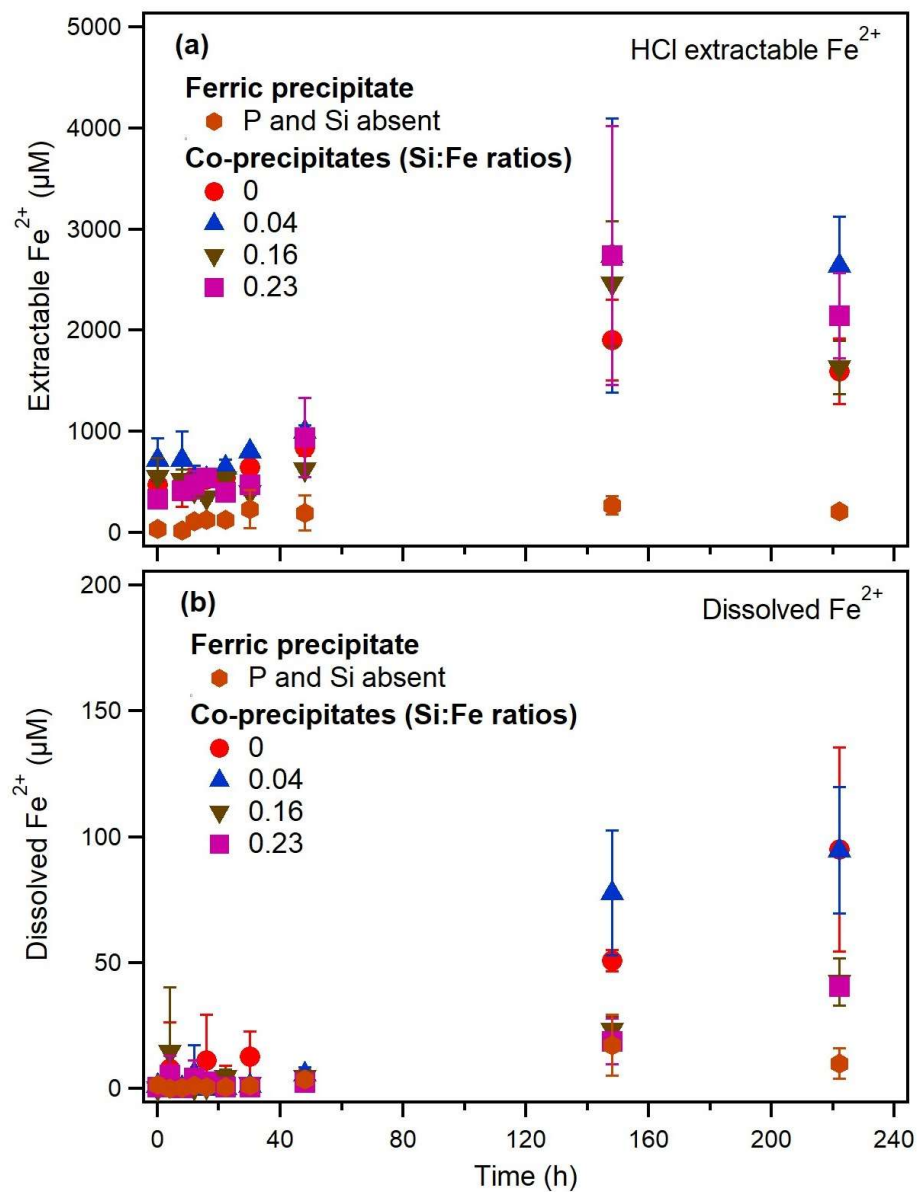 (a)
HCl extractable Fe²⁺
Ferric precipitate
P and Si absent
Co-precipitates (Si:Fe ratios)
0
0.04
0.16
0.23
Extractable Fe²⁺ (µM)
5000
4000
3000
2000
1000
0
(b)
Dissolved Fe²⁺
Ferric precipitate
P and Si absent
Co-precipitates (Si:Fe ratios)
0
0.04
0.16
0.23
Dissolved Fe²⁺ (µM)
200
150
100
50
0
0 40 80 120 160 200 240
Time (h)